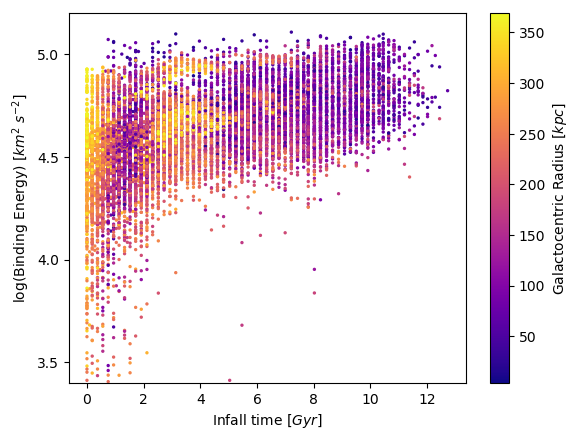 5.0
4.5
4.0
3.5
log(Binding Energy) [km² s⁻²]
0 2 4 6 8 10 12
Infall time [Gyr]
350
300
250
200
150
100
50
Galactocentric Radius [kpc]